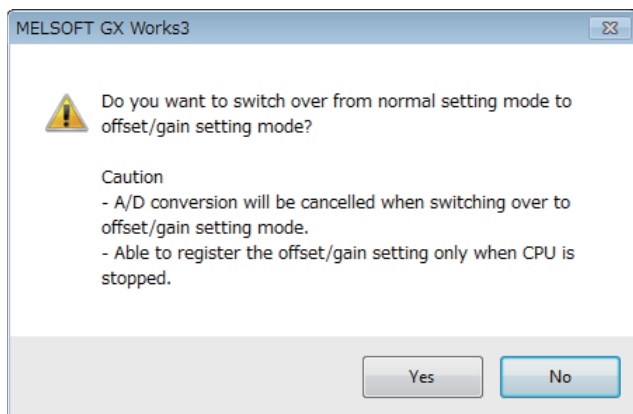 MELSOFT GX Works3
Do you want to switch over from normal setting mode to
offset/gain setting mode?
Caution
- A/D conversion will be cancelled when switching over to
offset/gain setting mode.
- Able to register the offset/gain setting only when CPU is
stopped.
Yes
No